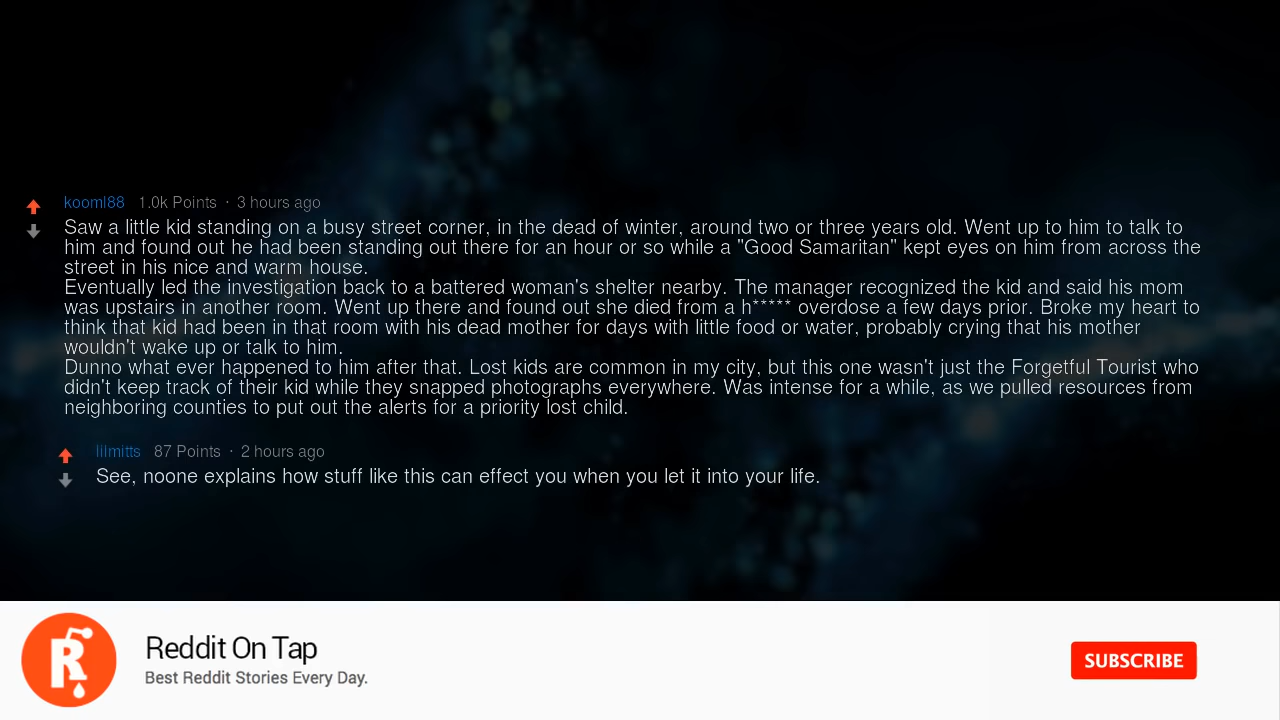 koomi88 1.0k Points · 3 hours ago
Saw a little kid standing on a busy street corner, in the dead of winter, around two or three years old. Went up to him to talk to
him and found out he had been standing out there for an hour or so while a "Good Samaritan" kept eyes on him from across the
street in his nice and warm house.
Eventually led the investigation back to a battered woman's shelter nearby. The manager recognized the kid and said his mom
was upstairs in another room. Went up there and found out she died from a h***** overdose a few days prior. Broke my heart to
think that kid had been in that room with his dead mother for days with little food or water, probably crying that his mother
wouldn't wake up or talk to him.
Dunno what ever happened to him after that. Lost kids are common in my city, but this one wasn't just the Forgetful Tourist who
didn't keep track of their kid while they snapped photographs everywhere. Was intense for a while, as we pulled resources from
neighboring counties to put out the alerts for a priority lost child.
lllmitts 87 Points · 2 hours ago
See, noone explains how stuff like this can effect you when you let it into your life.
Reddit On Tap
Best Reddit Stories Every Day.
SUBSCRIBE